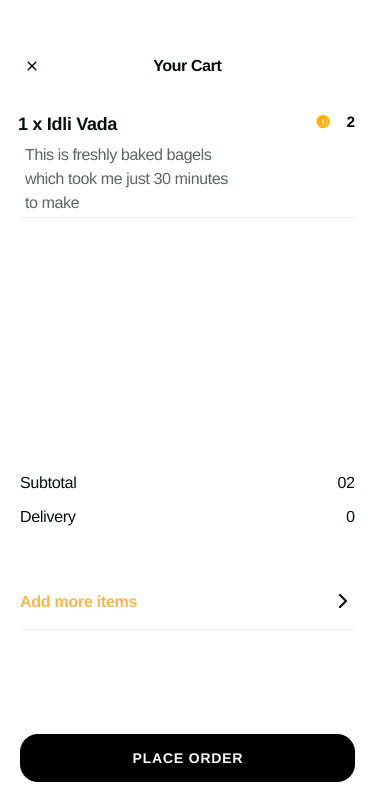 ×
Your Cart
1 x Idli Vada 2
This is freshly baked bagels
which took me just 30 minutes
to make
Subtotal 02
Delivery 0
Add more items
PLACE ORDER